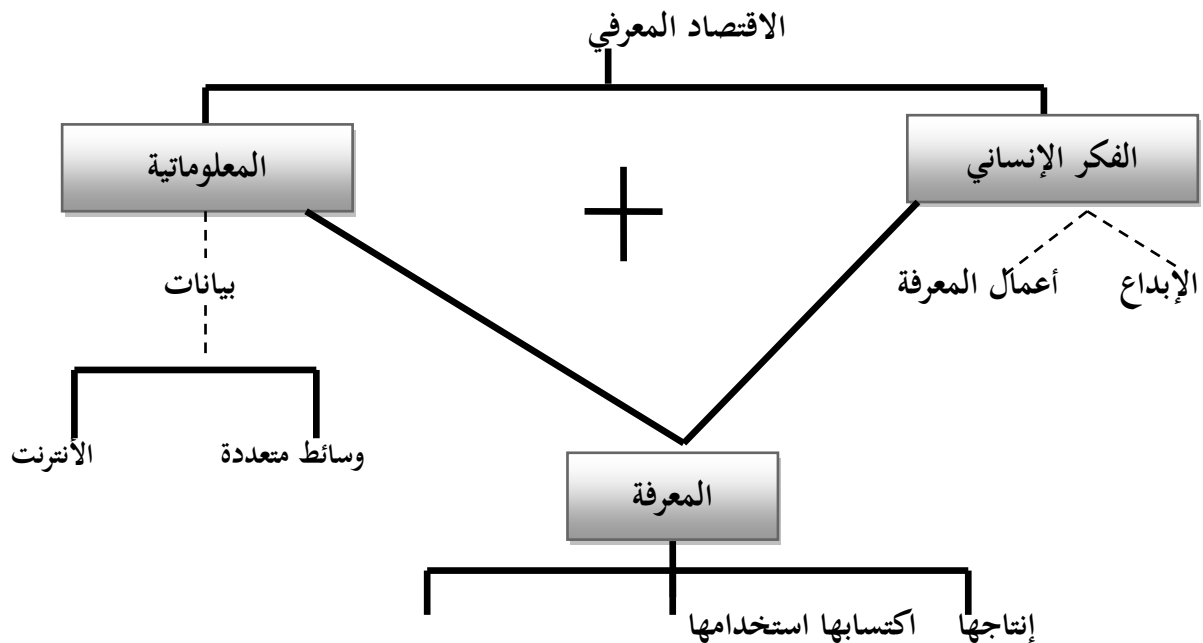 الاقتصاد المعرفي
الفكر الإنساني
المعلوماتية
الإبداع
أعمال المعرفة
بيانات
وسائط متعددة
الأنترنت
المعرفة
إنتاجها اكتسابها استخدامها